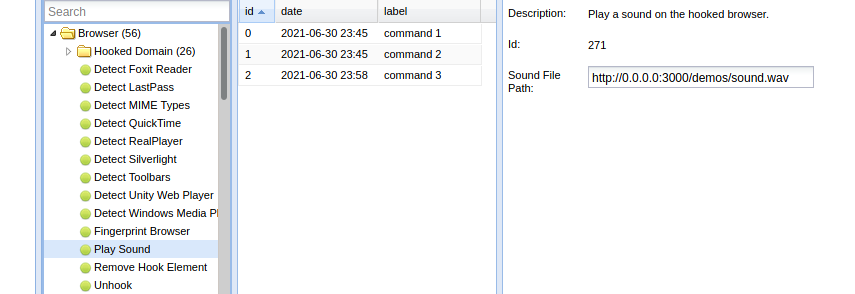 Search
Browser (56)
Hooked Domain (26)
Detect Foxit Reader
Detect LastPass
Detect MIME Types
Detect QuickTime
Detect RealPlayer
Detect Silverlight
Detect Toolbars
Detect Unity Web Player
Detect Windows Media Pl
Fingerprint Browser
Play Sound
Remove Hook Element
Unhook
id date label
0 2021-06-30 23:45 command 1
1 2021-06-30 23:45 command 2
2 2021-06-30 23:58 command 3
Description: Play a sound on the hooked browser.
Id: 271
Sound File
Path: http://0.0.0.0:3000/demos/sound.wav